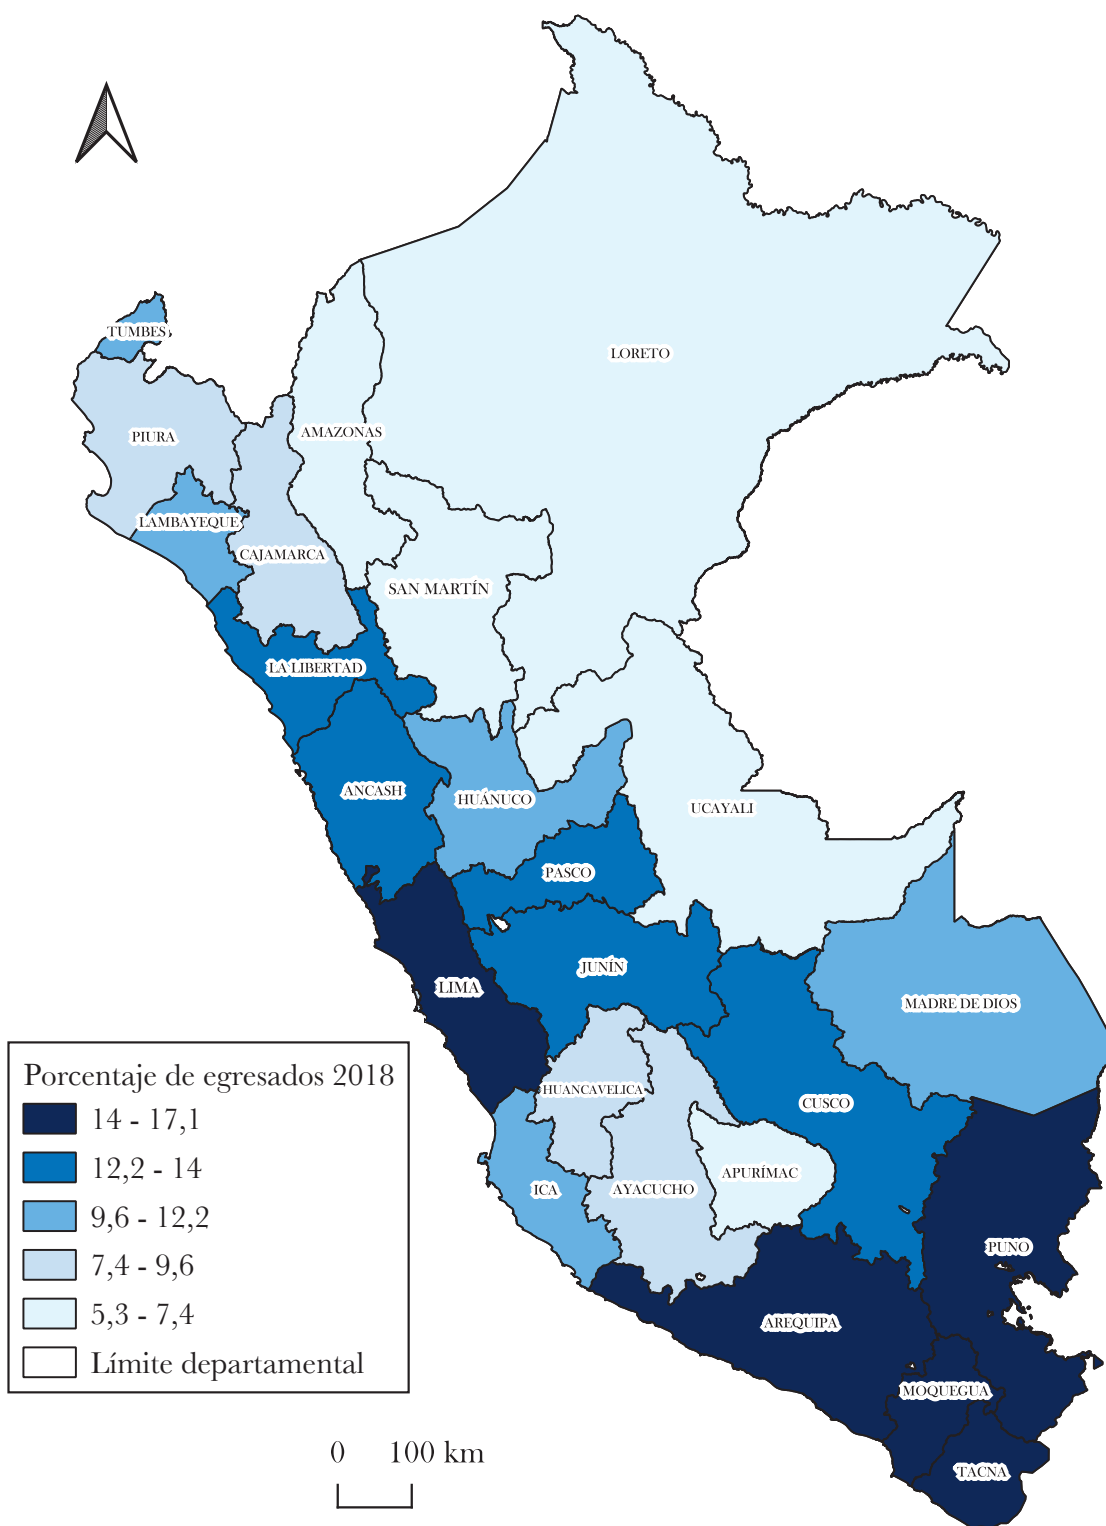 TUMBES
LORETO
PIURA
AMAZONAS
LAMBAYEQUE
CAJAMARCA
SAN MARTÍN
LA LIBERTAD
ANCASH
HUÁNUCO
UCAYALI
PASCO
JUNÍN
LIMA
MADRE DE DIOS
HUANCAVELICA
CUSCO
APURÍMAC
ICA
AYACUCHO
PUNO
AREQUIPA
MOQUEGUA
TACNA
Porcentaje de egresados 2018
14 - 17,1
12,2 - 14
9,6 - 12,2
7,4 - 9,6
5,3 - 7,4
Límite departamental
0 100 km